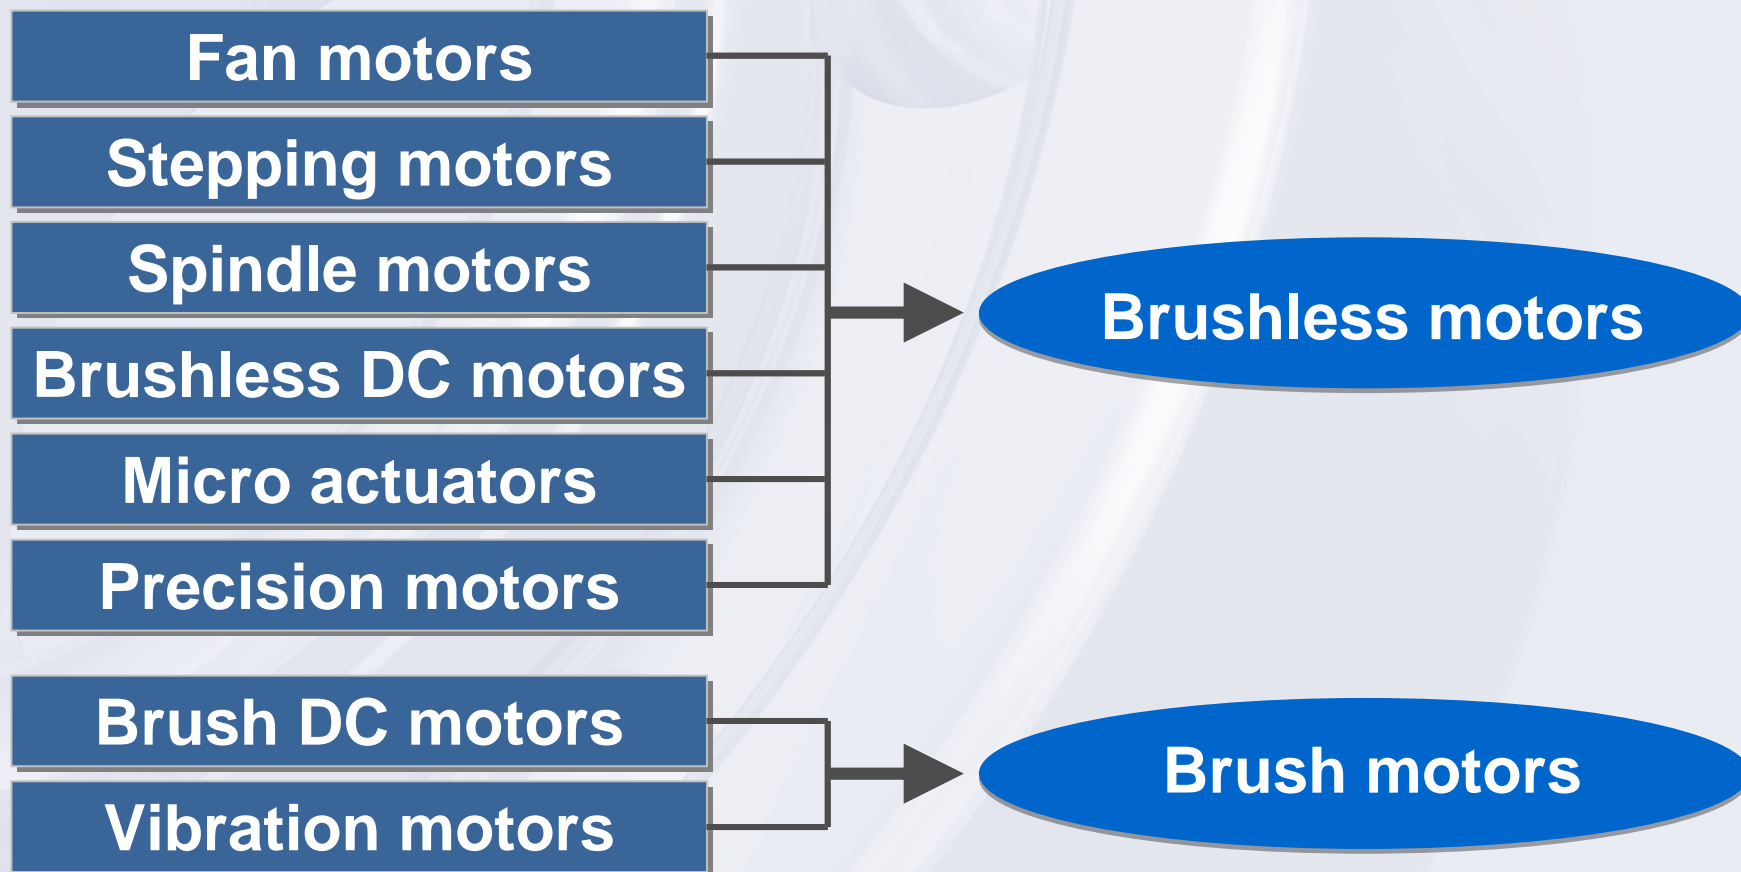 Fan motors
Stepping motors
Spindle motors
Brushless DC motors
Micro actuators
Precision motors
Brushless motors
Brush DC motors
Vibration motors
Brush motors